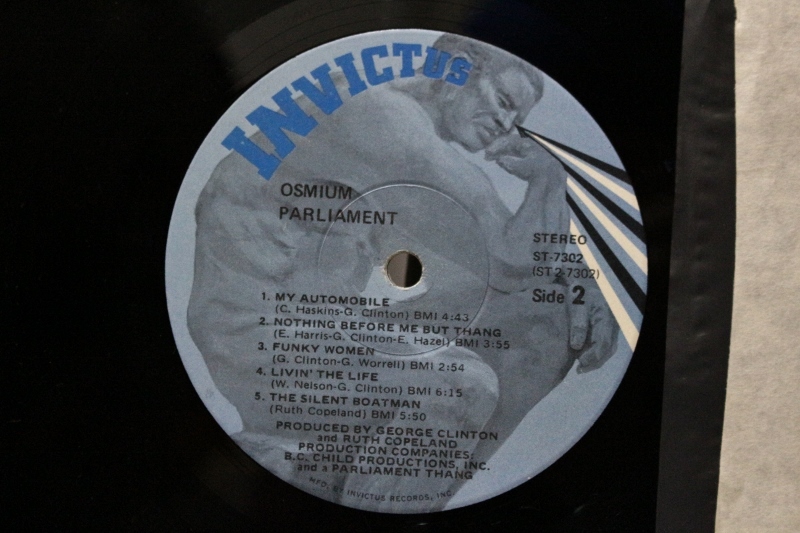 INVICTUS
OSMIUM
PARLIAMENT
STEREO
ST-7302
(ST 2-7302)
Side 2
1. MY AUTOMOBILE
(C. Haskins-G. Clinton) BMI 4:43
2. NOTHING BEFORE ME BUT THANG
(E. Harris-G. Clinton-E. Hazel) BMI 3:55
3. FUNKY WOMEN
(G. Clinton-G. Worrell) BMI 2:54
4. LIVIN' THE LIFE
(W. Nelson-G. Clinton) BMI 6:15
5. THE SILENT BOATMAN
(Ruth Copeland) BMI 5:50
PRODUCED BY GEORGE CLINTON
and RUTH COPELAND
PRODUCTION COMPANIES:
B.C. CHILD PRODUCTIONS, INC.
and a PARLIAMENT THANG
MFD. BY INVICTUS RECORDS, INC.